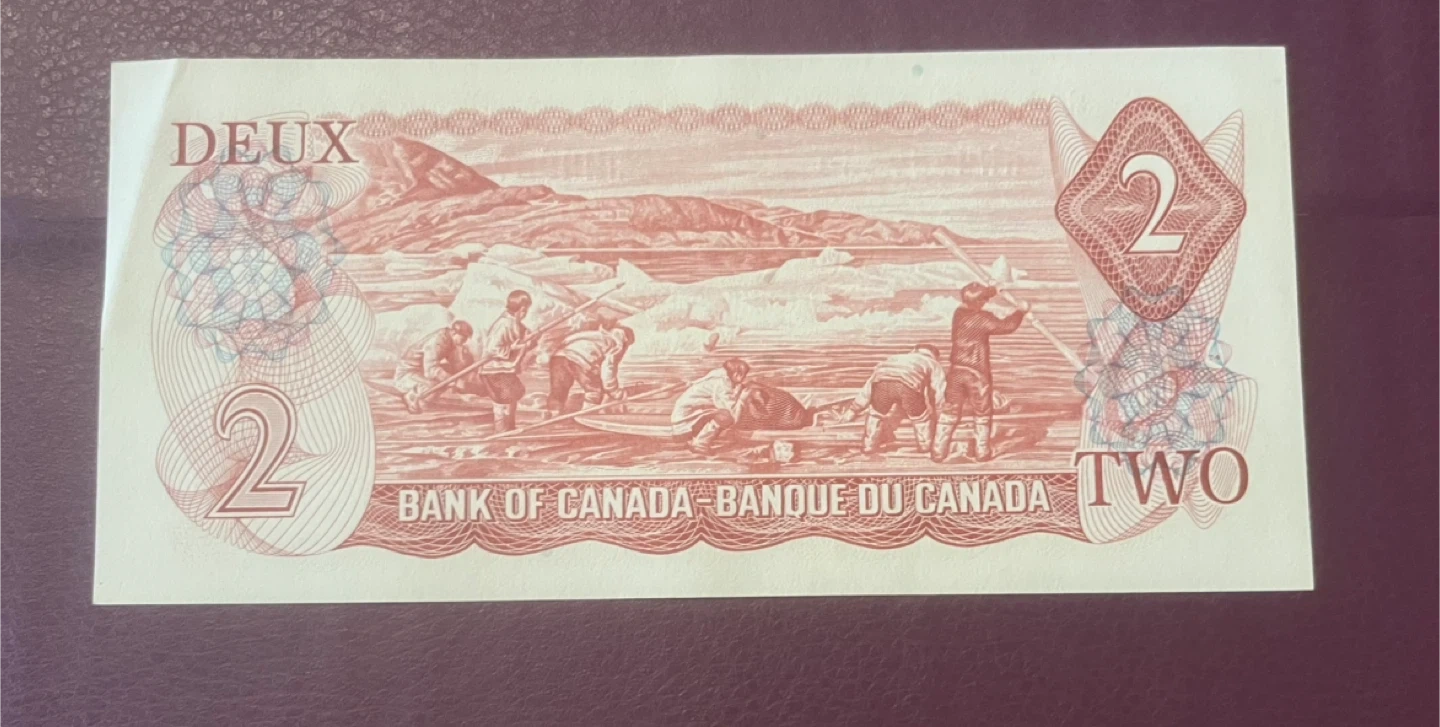 DEUX
2
2
BANK OF CANADA-BANQUE DU CANADA
TWO